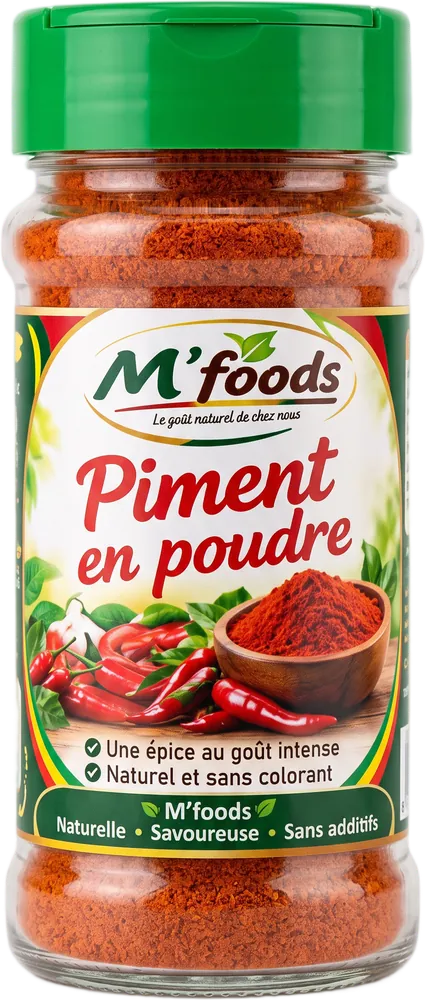 M'foods
Le goût naturel de chez nous
Piment
en poudre
Une épice au goût intense
Naturel et sans colorant
M'foods
Naturelle • Savoureuse • Sans additifs